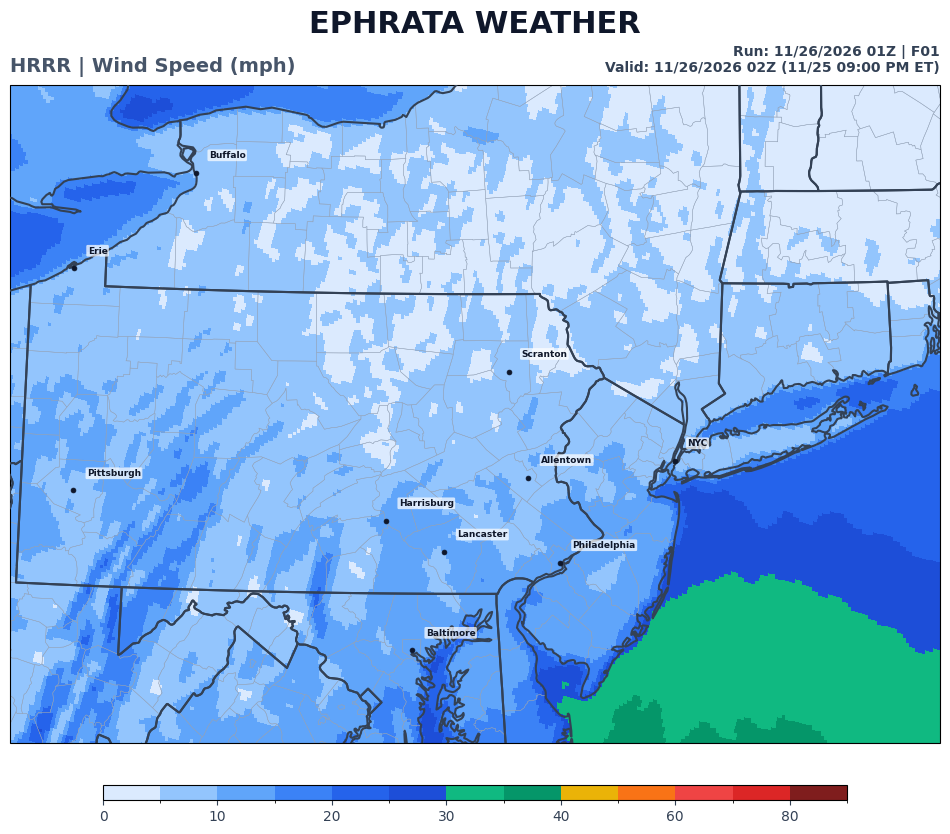 EPHRATA WEATHER
HRRR | Wind Speed (mph)
Run: 11/26/2026 01Z | F01
Valid: 11/26/2026 02Z (11/25 09:00 PM ET)
Buffalo
Erie
Scranton
NYC
Allentown
Pittsburgh
Harrisburg
Lancaster
Philadelphia
Baltimore
0 10 20 30 40 50 60 70 80